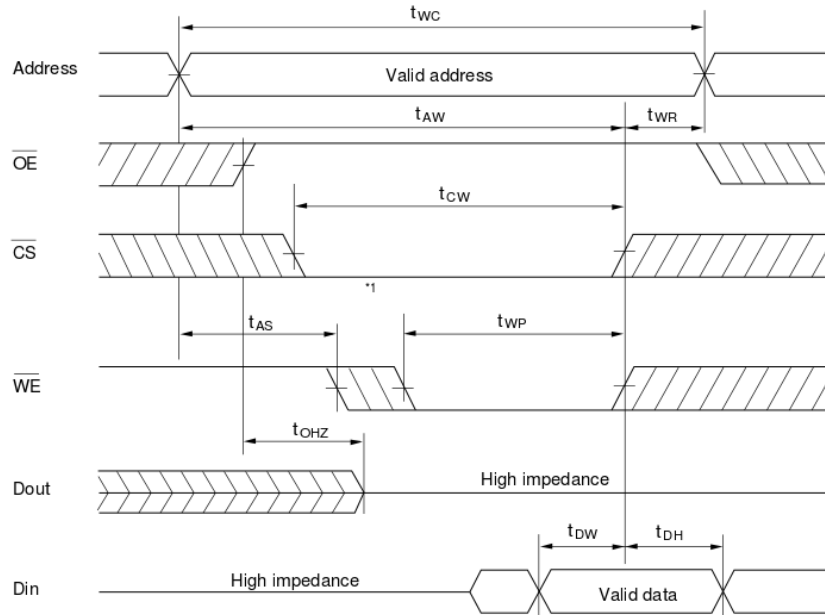 tWC
Address
Valid address
tAW
tWR
OE
tCW
CS
*1
tAS
tWP
WE
tOHZ
Dout
High impedance
tDW
tDH
Din
High impedance
Valid data